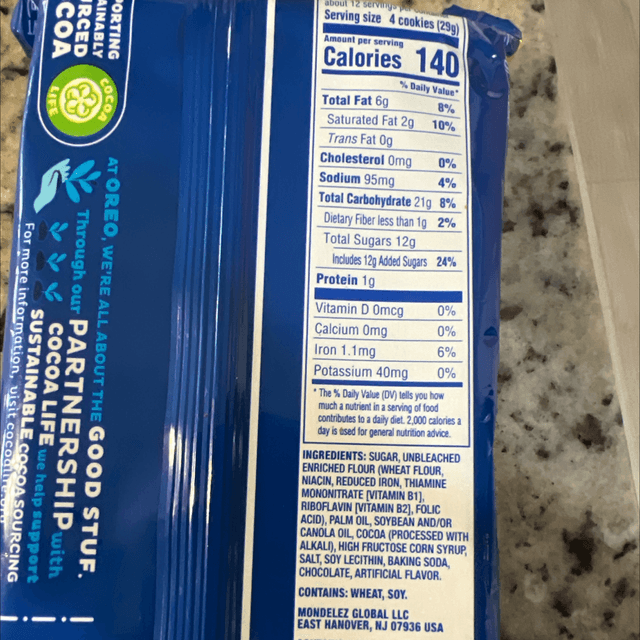 about 12 servings per
Serving size 4 cookies (29g)
Amount per serving
Calories 140
% Daily Value*
Total Fat 6g 8%
Saturated Fat 2g 10%
Trans Fat 0g
Cholesterol 0mg 0%
Sodium 95mg 4%
Total Carbohydrate 21g 8%
Dietary Fiber less than 1g 2%
Total Sugars 12g
Includes 12g Added Sugars 24%
Protein 1g
Vitamin D 0mcg 0%
Calcium 0mg 0%
Iron 1.1mg 6%
Potassium 40mg 0%
* The % Daily Value (DV) tells you how
much a nutrient in a serving of food
contributes to a daily diet. 2,000 calories a
day is used for general nutrition advice.
INGREDIENTS: SUGAR, UNBLEACHED
ENRICHED FLOUR (WHEAT FLOUR,
NIACIN, REDUCED IRON, THIAMINE
MONONITRATE [VITAMIN B1],
RIBOFLAVIN [VITAMIN B2], FOLIC
ACID), PALM OIL, SOYBEAN AND/OR
CANOLA OIL, COCOA (PROCESSED WITH
ALKALI), HIGH FRUCTOSE CORN SYRUP,
SALT, SOY LECITHIN, BAKING SODA,
CHOCOLATE, ARTIFICIAL FLAVOR.
CONTAINS: WHEAT, SOY.
MONDELEZ GLOBAL LLC
EAST HANOVER, NJ 07936 USA
PORTING
AINABLY
RCED
COA
COCOA
LIFE
AT OREO, WE'RE ALL ABOUT THE GOOD STUF.
Through our PARTNERSHIP with
COCOA LIFE we help support
SUSTAINABLE COCOA SOURCING
For more information, visit